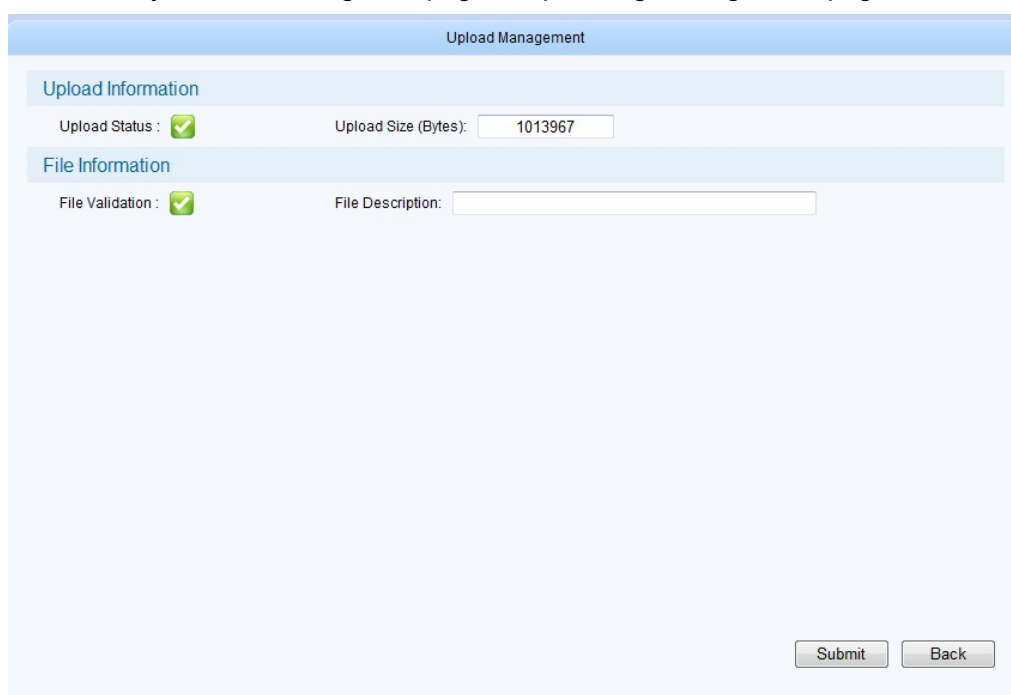 Upload Management
Upload Information
Upload Status : Upload Size (Bytes): 1013967
File Information
File Validation : File Description:
Submit Back